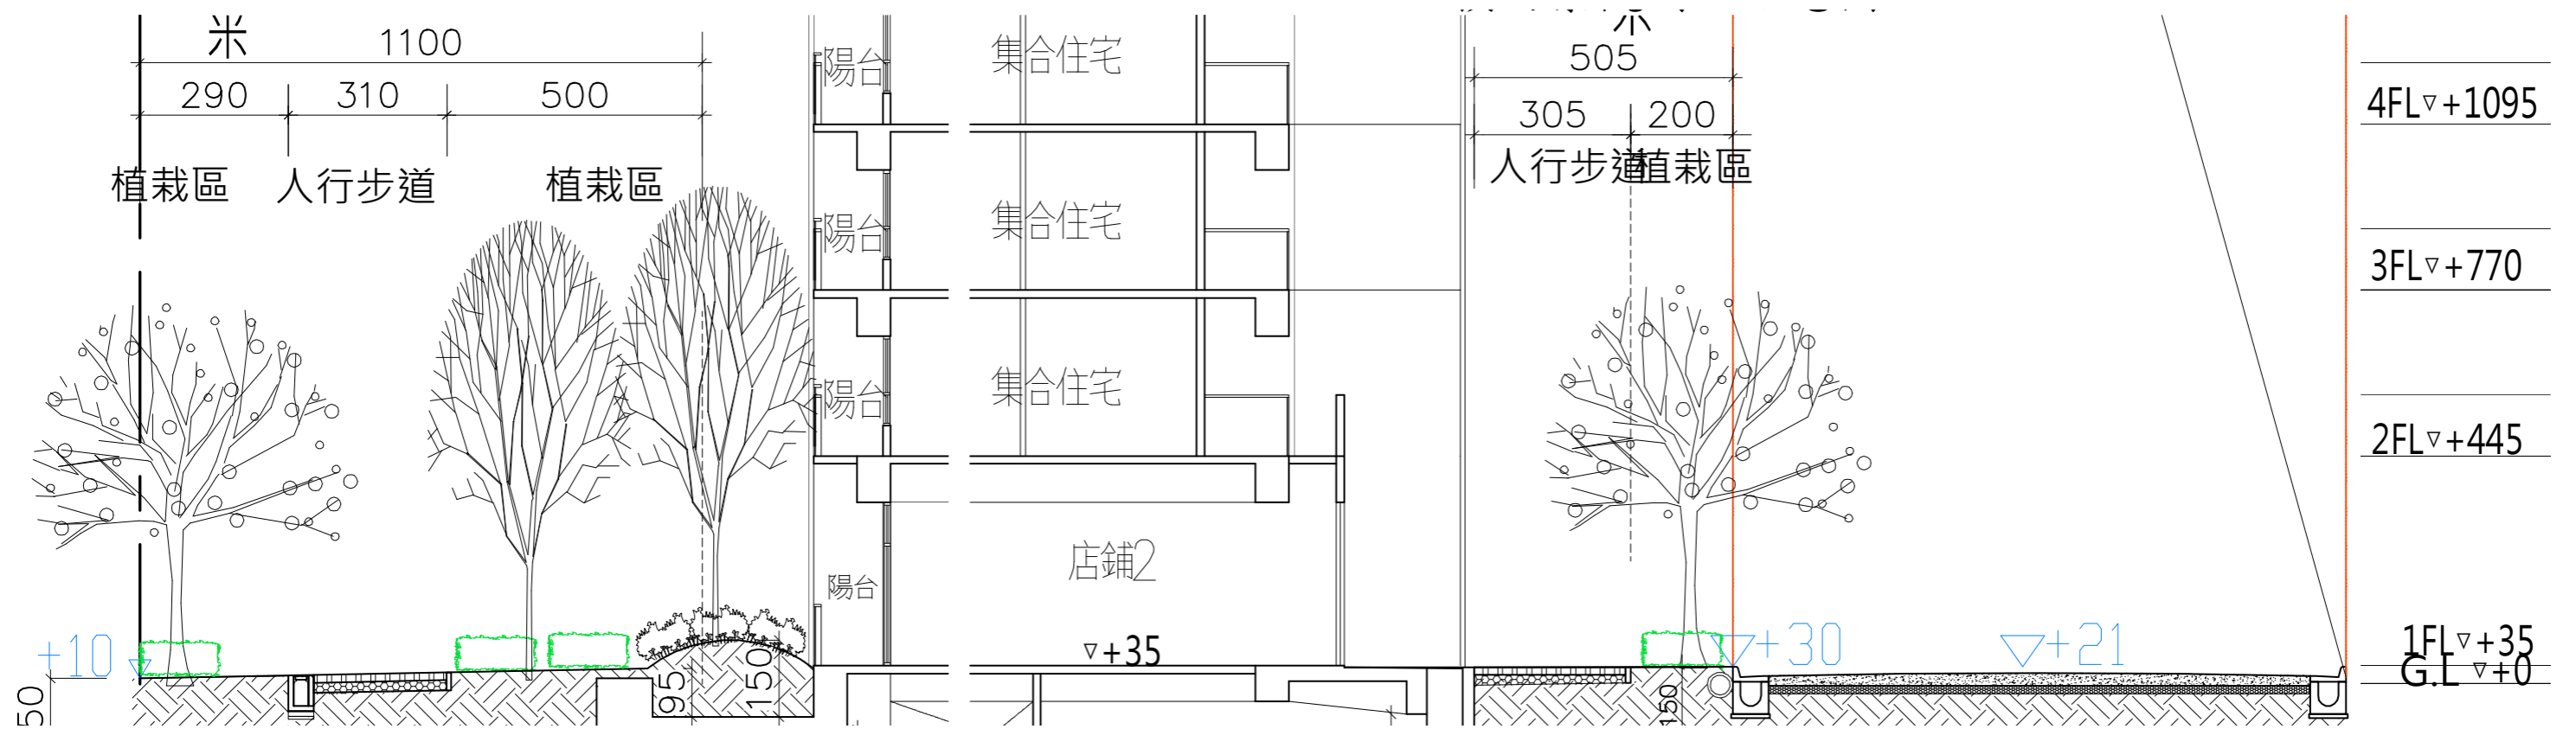 米
1100
290 310 500
植栽區 人行步道 植栽區
陽台 集合住宅
陽台 集合住宅
陽台 集合住宅
陽台 店鋪2
▽+35
505
305 200
人行步道 植栽區
4FL▽+1095
3FL▽+770
2FL▽+445
1FL▽+35
G.L ▽+0
+10
50
95
150
150
▽+30
▽+21